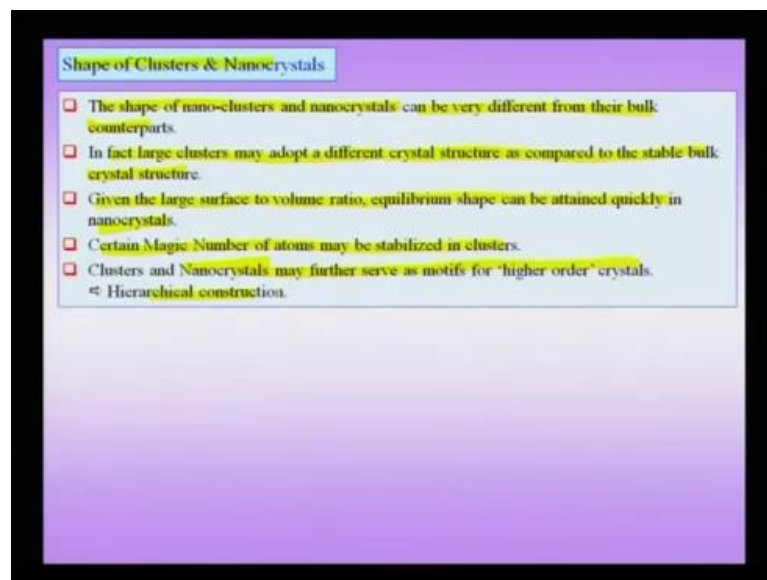 Shape of Clusters & Nanocrystals
The shape of nano-clusters and nanocrystals can be very different from their bulk
counterparts.
In fact large clusters may adopt a different crystal structure as compared to the stable bulk
crystal structure.
Given the large surface to volume ratio, equilibrium shape can be attained quickly in
nanocrystals.
Certain Magic Number of atoms may be stabilized in clusters.
Clusters and Nanocrystals may further serve as motifs for 'higher order' crystals.
⇨ Hierarchical construction.